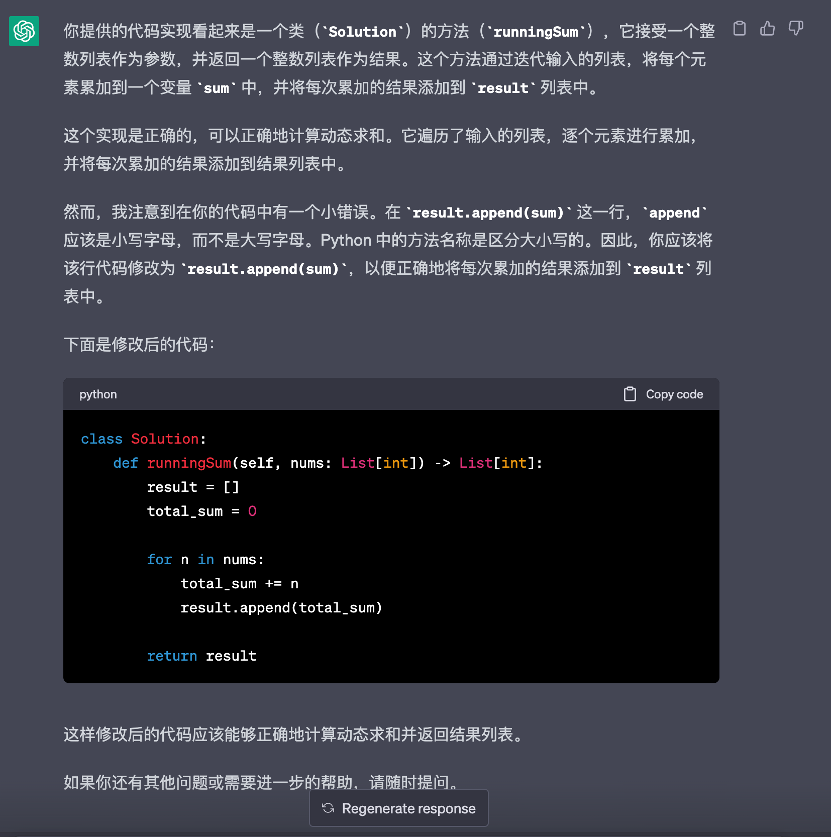 你提供的代码实现看起来是一个类（`Solution`）的方法（`runningSum`），它接受一个整
数列表作为参数，并返回一个整数列表作为结果。这个方法通过迭代输入的列表，将每个元
素累加到一个变量 `sum` 中，并将每次累加的结果添加到 `result` 列表中。
这个实现是正确的，可以正确地计算动态求和。它遍历了输入的列表，逐个元素进行累加，
并将每次累加的结果添加到结果列表中。
然而，我注意到在你的代码中有一个小错误。在 `result.append(sum)` 这一行，`append`
应该是小写字母，而不是大写字母。Python 中的方法名称是区分大小写的。因此，你应该将
该行代码修改为 `result.append(sum)`，以便正确地将每次累加的结果添加到 `result` 列
表中。
下面是修改后的代码：
python
Copy code
class Solution:
    def runningSum(self, nums: List[int]) -> List[int]:
        result = []
        total_sum = 0
        for n in nums:
            total_sum += n
            result.append(total_sum)
        return result
这样修改后的代码应该能够正确地计算动态求和并返回结果列表。
如果你还有其他问题或需要进一步的帮助，请随时提问。
Regenerate response